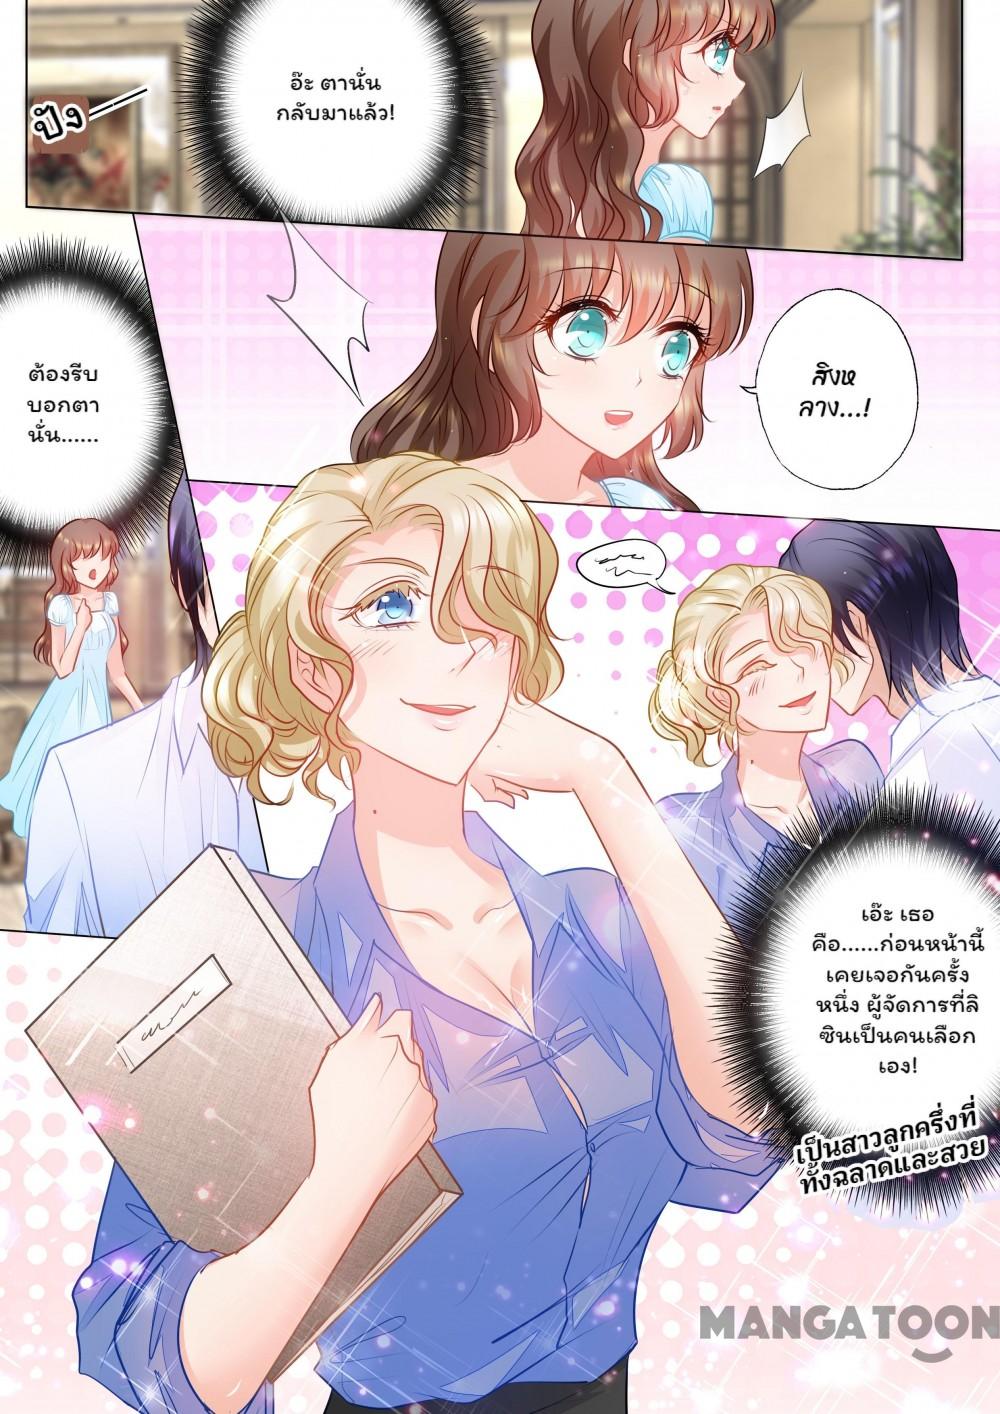 ปัง
อ๊ะ ตานั่น
กลับมาแล้ว!
สิงห
ลาง...!
ต้องรีบ
บอกตา
นั่น......
เอ๊ะ เธอ
คือ......ก่อนหน้านี้
เคยเจอกันครั้ง
หนึ่ง ผู้จัดการที่ลิ
ซินเป็นคนเลือก
เอง!
เป็นสาวลูกครึ่งที่
ทั้งฉลาดและสวย
MANGATOON